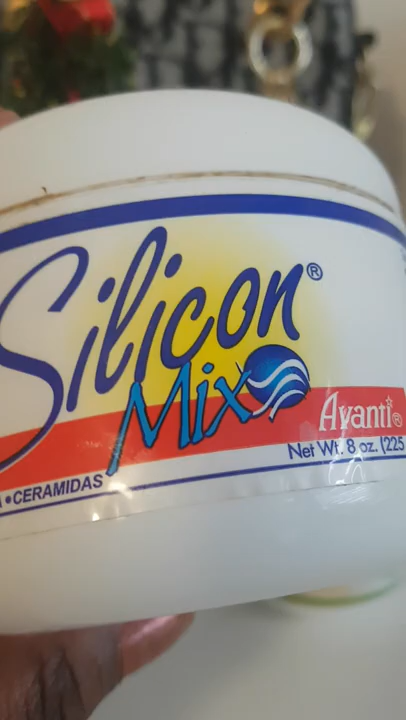 Silicon®
Mix
Avanti®
Net Wt. 8 oz. (225
• CERAMIDAS